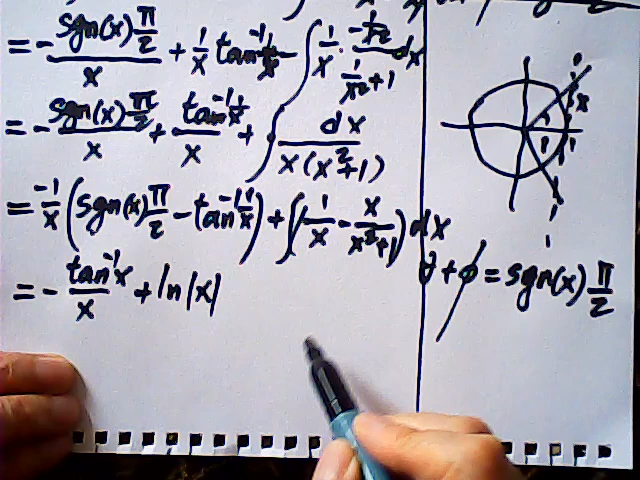 = - sgn(x) π/2 / x + 1/x tan⁻¹ 1/x - ∫ 1/x · (-1/x²) / (1/x² + 1) dx
= - sgn(x) π/2 / x + tan⁻¹ 1/x / x + ∫ dx / x(x²+1)
= -1/x (sgn(x) π/2 - tan⁻¹ 1/x) + ∫ (1/x - x/(x²+1)) dx
= - tan⁻¹x / x + ln|x|
x
1
+ φ = sgn(x) π/2